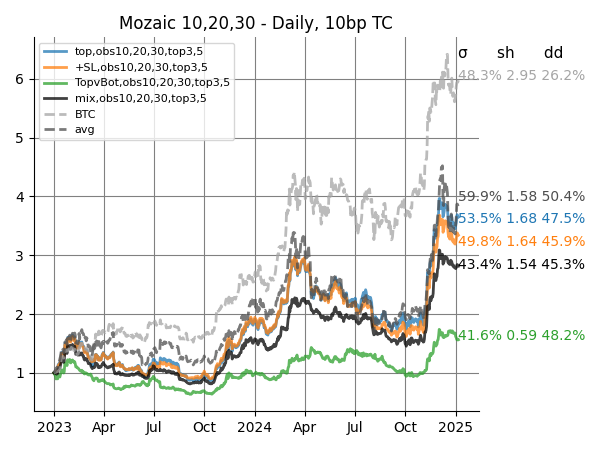 Mozaic 10,20,30 - Daily, 10bp TC
top,obs10,20,30,top3,5
+SL,obs10,20,30,top3,5
TopvBot,obs10,20,30,top3,5
mix,obs10,20,30,top3,5
BTC
avg
σ sh dd
48.3% 2.95 26.2%
59.9% 1.58 50.4%
53.5% 1.68 47.5%
49.8% 1.64 45.9%
43.4% 1.54 45.3%
41.6% 0.59 48.2%
6
5
4
3
2
1
2023 Apr Jul Oct 2024 Apr Jul Oct 2025